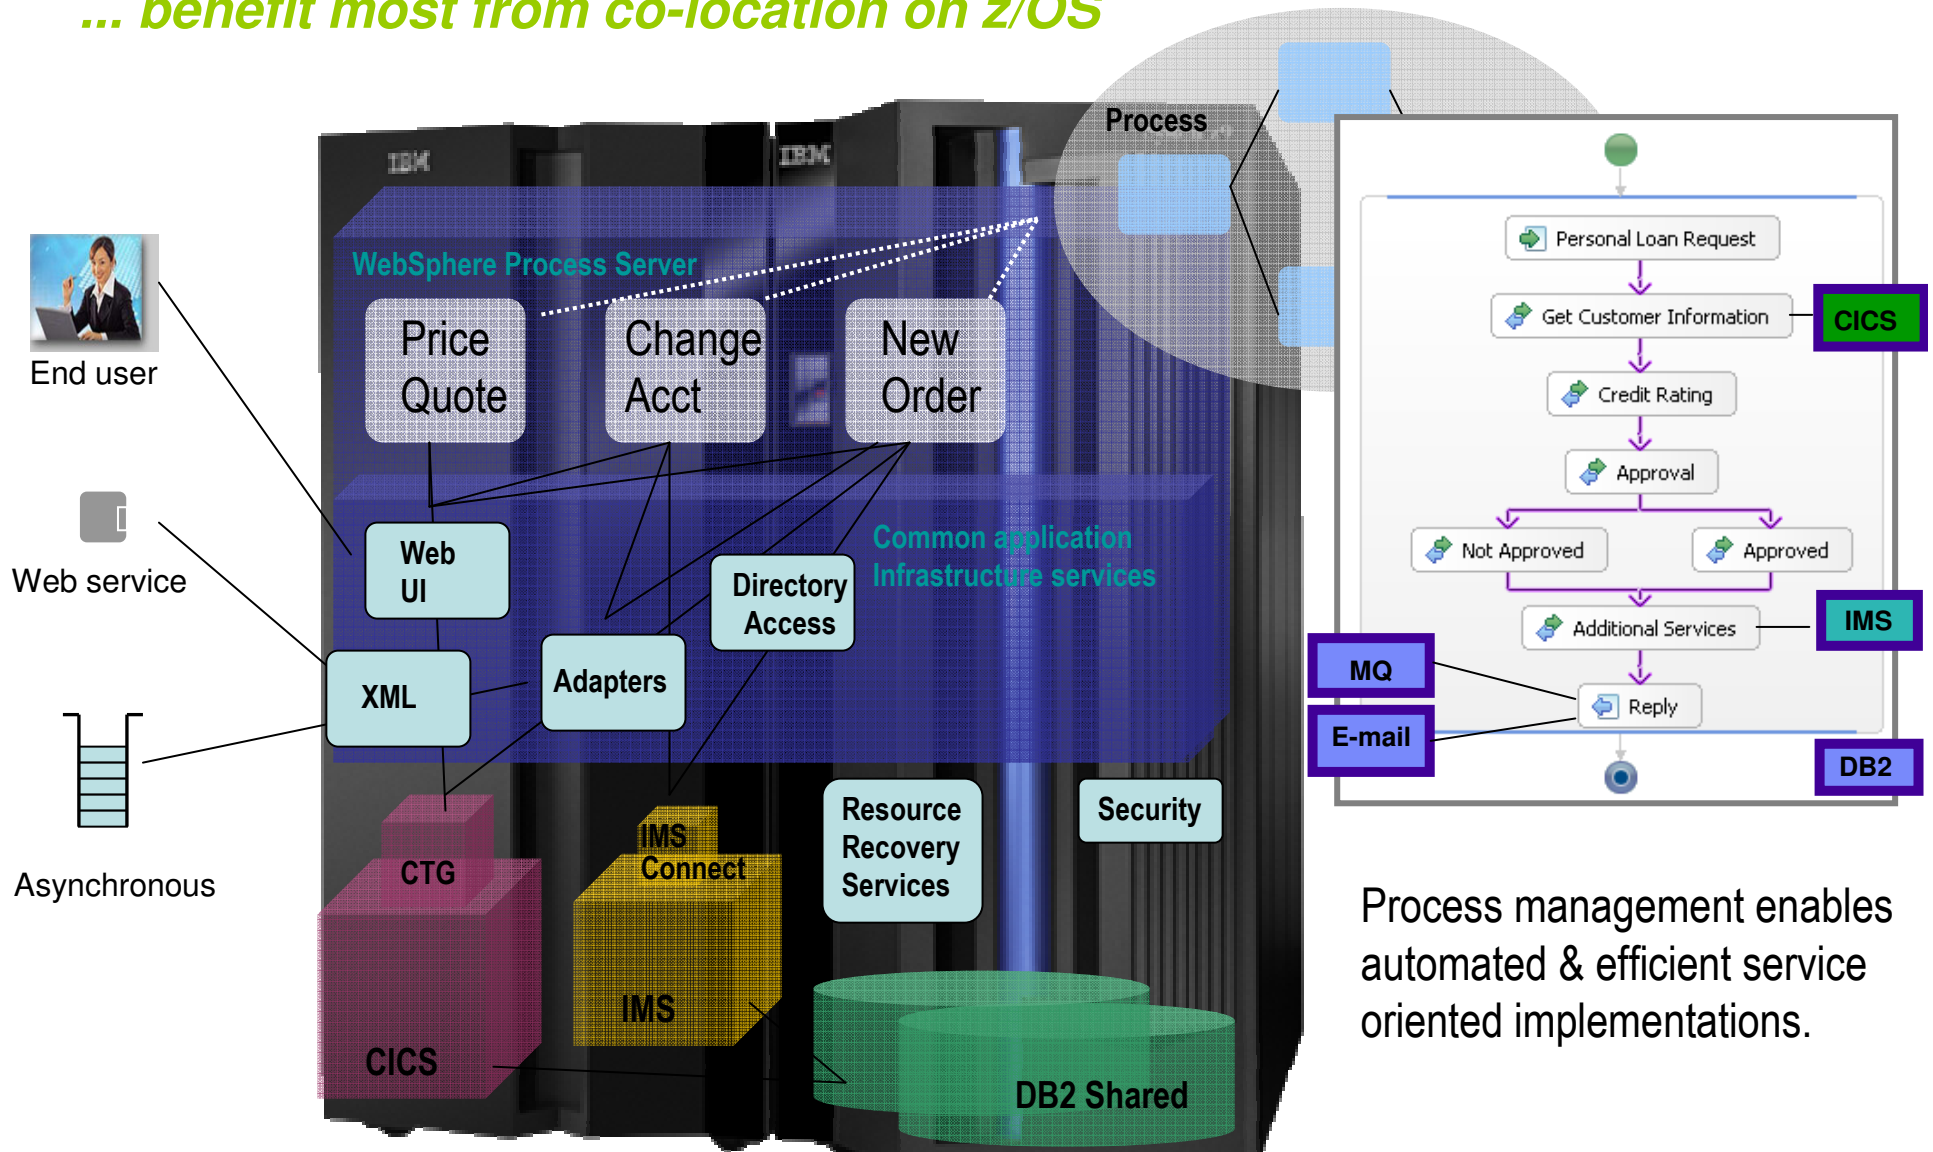 ... benefit most from co-location on z/OS
Process
IBM
IBM
WebSphere Process Server
Price
Quote
Change
Acct
New
Order
End user
Web service
Asynchronous
Web
UI
Common application
Infrastructure services
Directory
Access
XML
Adapters
Resource
Recovery
Services
Security
CTG
IMS
Connect
CICS
IMS
DB2 Shared
Personal Loan Request
Get Customer Information
CICS
Credit Rating
Approval
Not Approved
Approved
Additional Services
IMS
MQ
Reply
E-mail
DB2
Process management enables
automated & efficient service
oriented implementations.